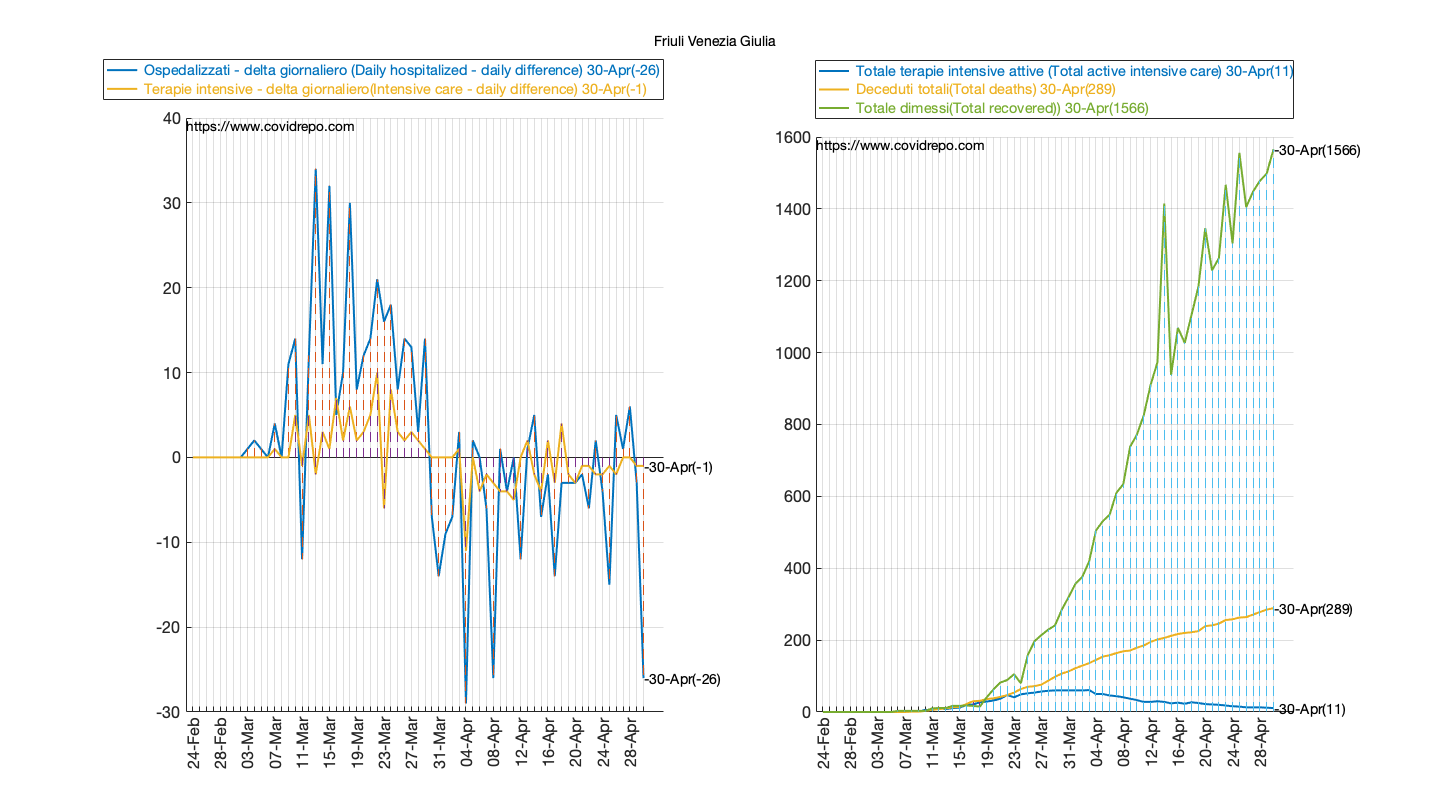 Friuli Venezia Giulia
Ospedalizzati - delta giornaliero (Daily hospitalized - daily difference) 30-Apr(-26)
Terapie intensive - delta giornaliero(Intensive care - daily difference) 30-Apr(-1)
https://www.covidrepo.com
40
30
20
10
0
-10
-20
-30
-30-Apr(-1)
-30-Apr(-26)
24-Feb
28-Feb
03-Mar
07-Mar
11-Mar
15-Mar
19-Mar
23-Mar
27-Mar
31-Mar
04-Apr
08-Apr
12-Apr
16-Apr
20-Apr
24-Apr
28-Apr
Totale terapie intensive attive (Total active intensive care) 30-Apr(11)
Deceduti totali(Total deaths) 30-Apr(289)
Totale dimessi(Total recovered)) 30-Apr(1566)
https://www.covidrepo.com
1600
1400
1200
1000
800
600
400
200
0
-30-Apr(1566)
-30-Apr(289)
-30-Apr(11)
24-Feb
28-Feb
03-Mar
07-Mar
11-Mar
15-Mar
19-Mar
23-Mar
27-Mar
31-Mar
04-Apr
08-Apr
12-Apr
16-Apr
20-Apr
24-Apr
28-Apr